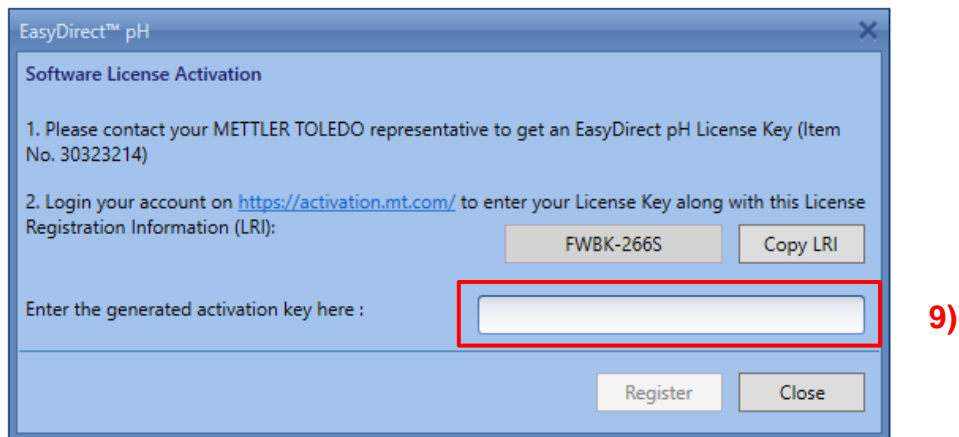 EasyDirect™ pH
Software License Activation
1. Please contact your METTLER TOLEDO representative to get an EasyDirect pH License Key (Item
No. 30323214)
2. Login your account on https://activation.mt.com/ to enter your License Key along with this License
Registration Information (LRI):
FWBK-266S
Copy LRI
Enter the generated activation key here :
9)
Register
Close